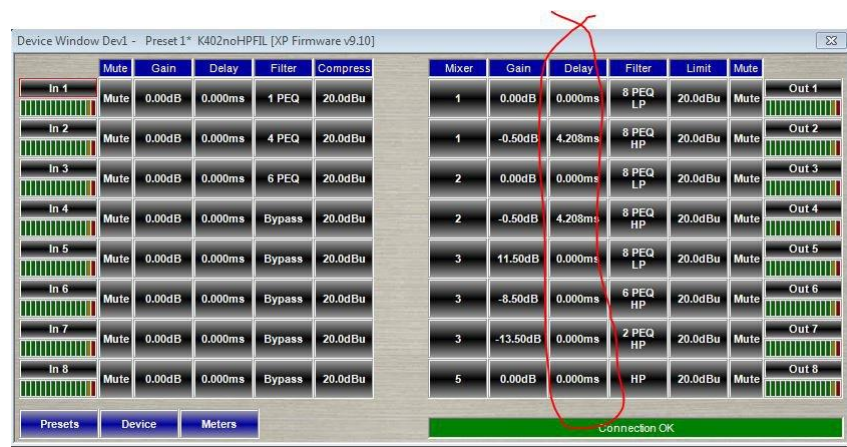 Device Window Dev1 - Preset 1* K402noHPFIL [XP Firmware v9.10]
Mute Gain Delay Filter Compress Mixer Gain Delay Filter Limit Mute
In 1 Mute 0.00dB 0.000ms 1 PEQ 20.0dBu 1 0.00dB 0.000ms 8 PEQ LP 20.0dBu Mute Out 1
In 2 Mute 0.00dB 0.000ms 4 PEQ 20.0dBu 1 -0.50dB 4.208ms 8 PEQ HP 20.0dBu Mute Out 2
In 3 Mute 0.00dB 0.000ms 6 PEQ 20.0dBu 2 0.00dB 0.000ms 8 PEQ LP 20.0dBu Mute Out 3
In 4 Mute 0.00dB 0.000ms Bypass 20.0dBu 2 -0.50dB 4.208ms 8 PEQ HP 20.0dBu Mute Out 4
In 5 Mute 0.00dB 0.000ms Bypass 20.0dBu 3 11.50dB 0.000ms 8 PEQ LP 20.0dBu Mute Out 5
In 6 Mute 0.00dB 0.000ms Bypass 20.0dBu 3 -8.50dB 0.000ms 6 PEQ HP 20.0dBu Mute Out 6
In 7 Mute 0.00dB 0.000ms Bypass 20.0dBu 3 -13.50dB 0.000ms 2 PEQ HP 20.0dBu Mute Out 7
In 8 Mute 0.00dB 0.000ms Bypass 20.0dBu 5 0.00dB 0.000ms HP 20.0dBu Mute Out 8
Presets Device Meters Connection OK